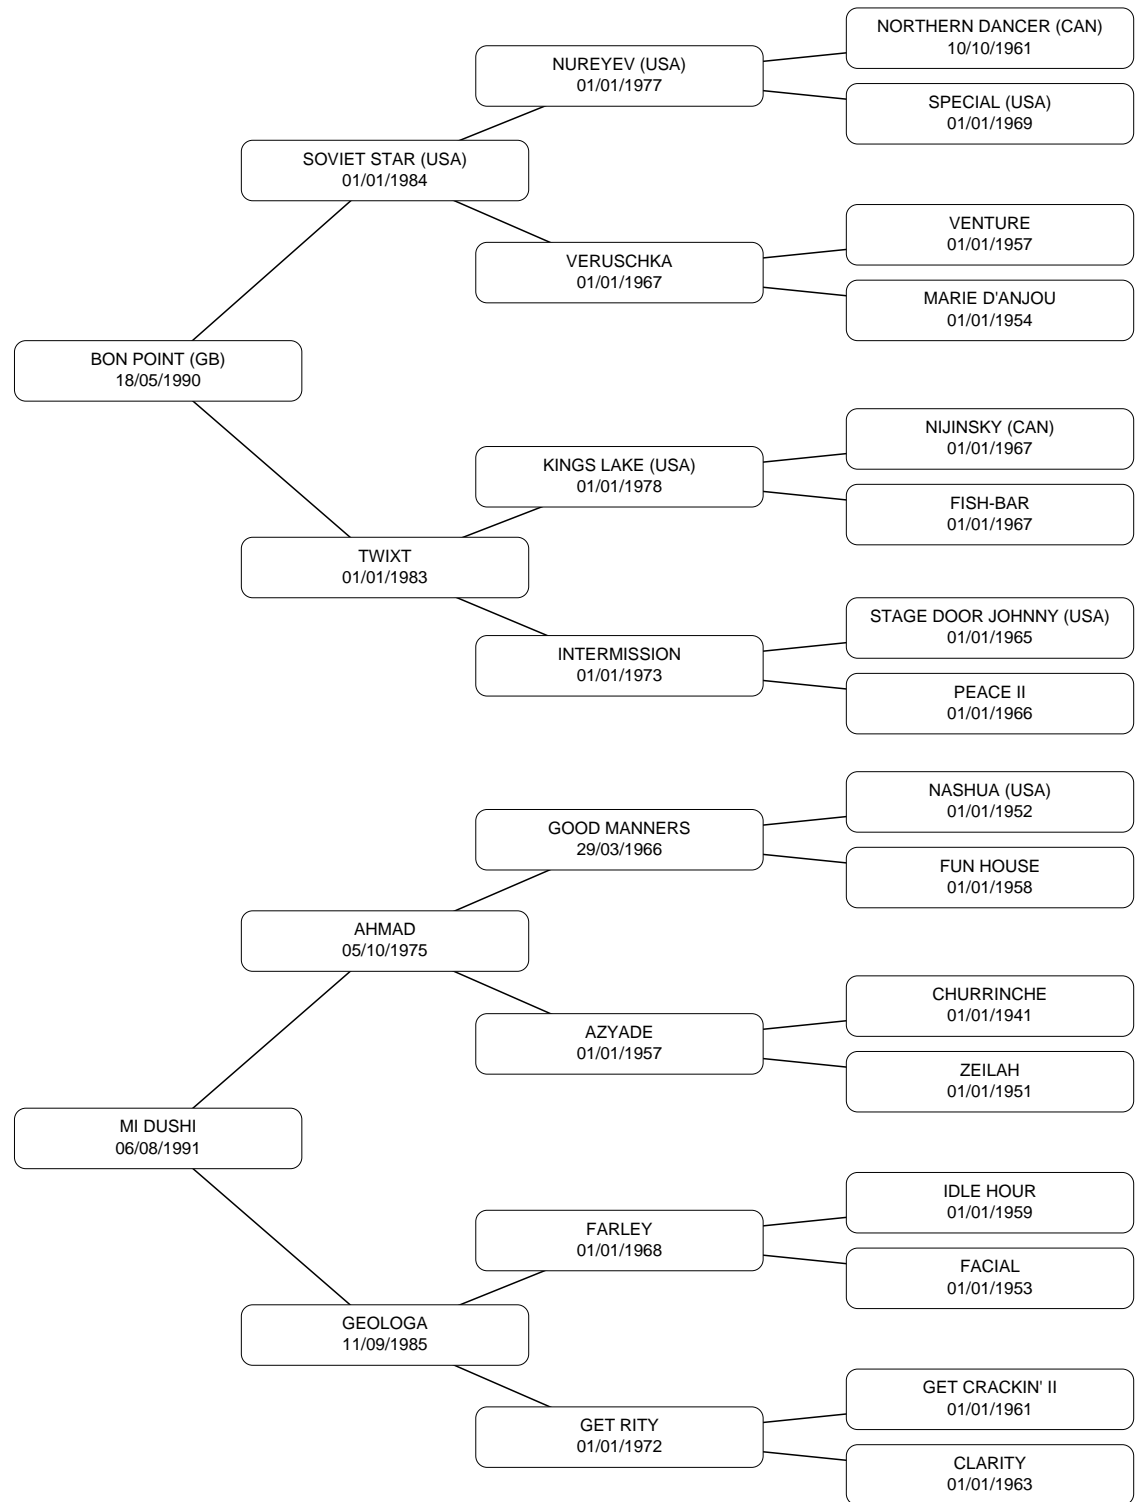 NORTHERN DANCER (CAN)
10/10/1961
NUREYEV (USA)
01/01/1977
SPECIAL (USA)
01/01/1969
SOVIET STAR (USA)
01/01/1984
VENTURE
01/01/1957
VERUSCHKA
01/01/1967
MARIE D'ANJOU
01/01/1954
BON POINT (GB)
18/05/1990
NIJINSKY (CAN)
01/01/1967
KINGS LAKE (USA)
01/01/1978
FISH-BAR
01/01/1967
TWIXT
01/01/1983
STAGE DOOR JOHNNY (USA)
01/01/1965
INTERMISSION
01/01/1973
PEACE II
01/01/1966
NASHUA (USA)
01/01/1952
GOOD MANNERS
29/03/1966
FUN HOUSE
01/01/1958
AHMAD
05/10/1975
CHURRINCHE
01/01/1941
AZYADE
01/01/1957
ZEILAH
01/01/1951
MI DUSHI
06/08/1991
IDLE HOUR
01/01/1959
FARLEY
01/01/1968
FACIAL
01/01/1953
GEOLOGA
11/09/1985
GET CRACKIN' II
01/01/1961
GET RITY
01/01/1972
CLARITY
01/01/1963